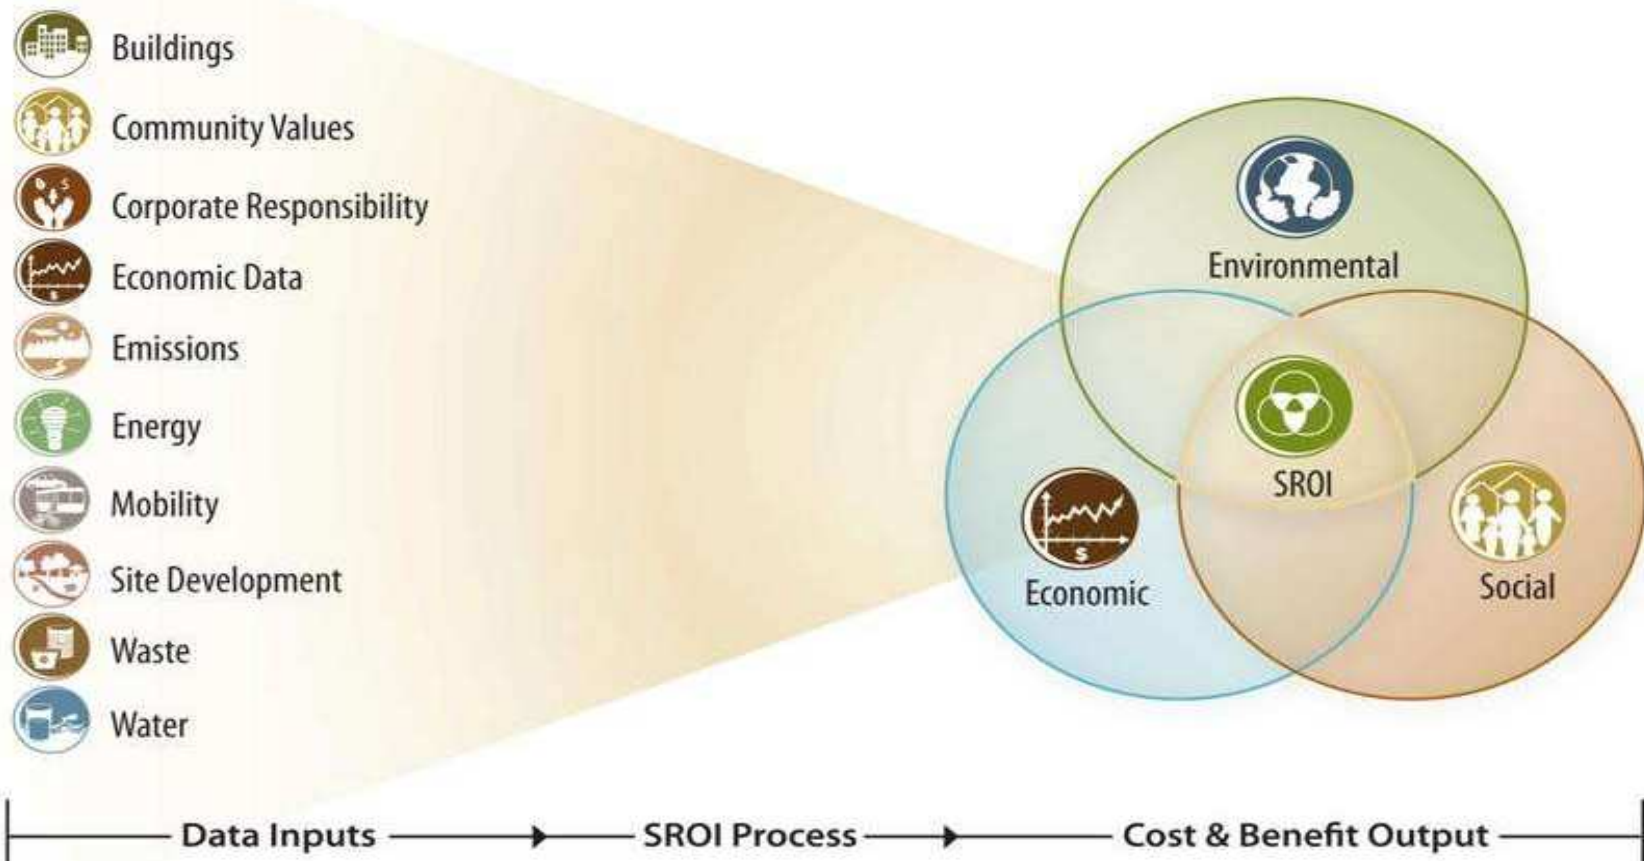 Buildings
Community Values
Corporate Responsibility
Economic Data
Emissions
Energy
Mobility
Site Development
Waste
Water
Environmental
SROI
Economic
Social
$
Data Inputs
SROI Process
Cost & Benefit Output